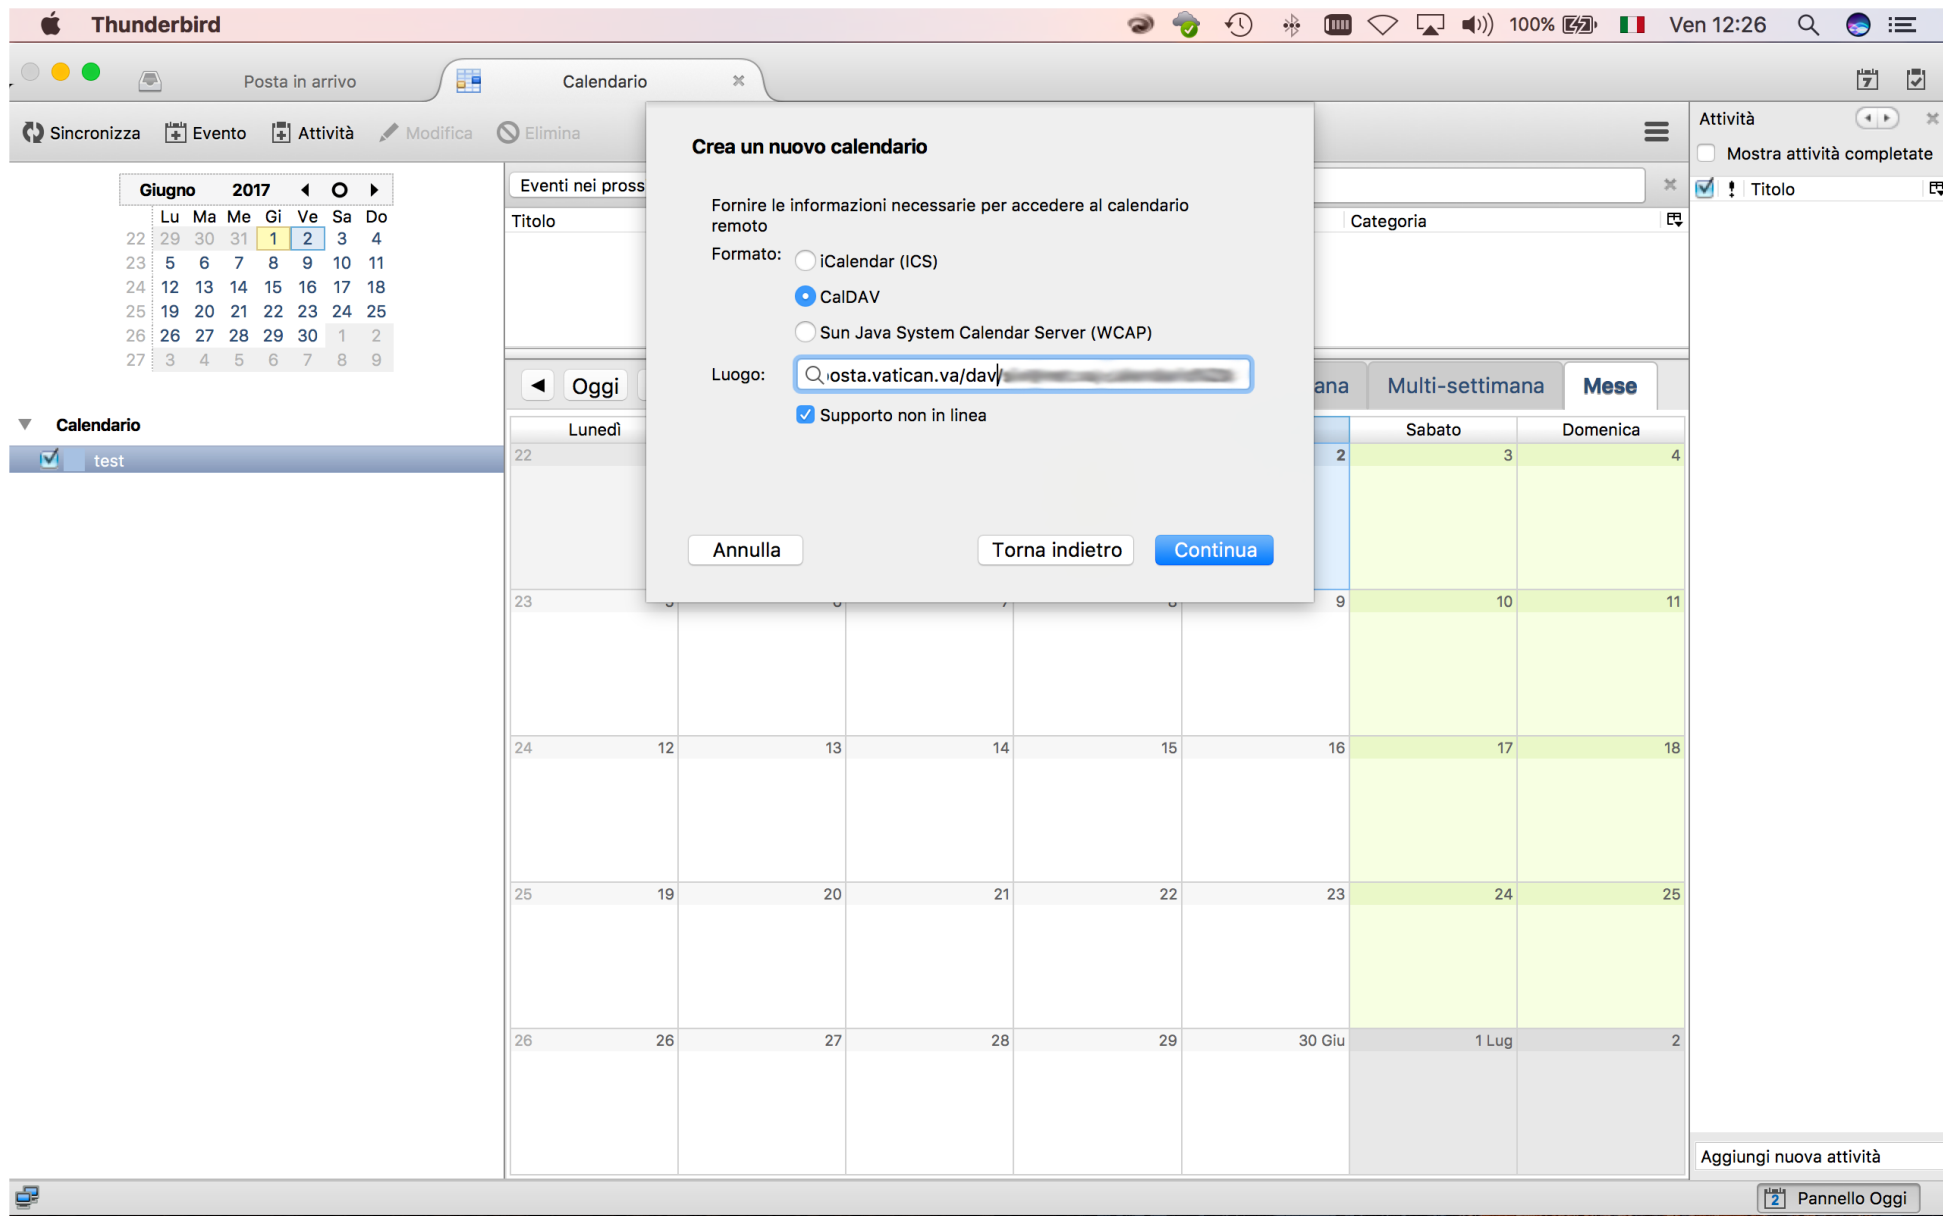 Thunderbird 100% Ven 12:26
Posta in arrivo Calendario
Sincronizza Evento Attività Modifica Elimina
Attività
Mostra attività completate
Titolo
Giugno 2017
Lu Ma Me Gi Ve Sa Do
22 29 30 31 1 2 3 4
23 5 6 7 8 9 10 11
24 12 13 14 15 16 17 18
25 19 20 21 22 23 24 25
26 26 27 28 29 30 1 2
27 3 4 5 6 7 8 9
Calendario
test
Eventi nei pross
Titolo Categoria
Crea un nuovo calendario
Fornire le informazioni necessarie per accedere al calendario
remoto
Formato: iCalendar (ICS)
CalDAV
Sun Java System Calendar Server (WCAP)
Luogo: osta.vatican.va/dav/
Supporto non in linea
Annulla Torna indietro Continua
Oggi ana Multi-settimana Mese
Lunedì Sabato Domenica
22 2 3 4
23 9 10 11
24 12 13 14 15 16 17 18
25 19 20 21 22 23 24 25
26 26 27 28 29 30 Giu 1 Lug 2
Aggiungi nuova attività
2 Pannello Oggi